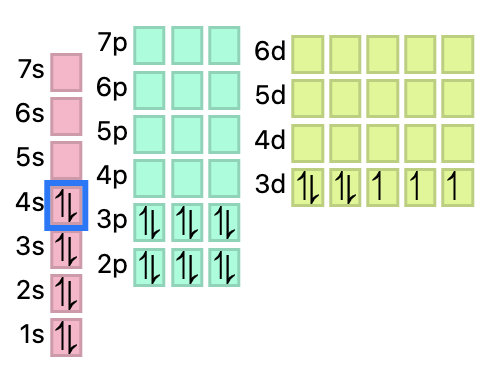 7s
6s
5s
4s ⥮
3s ⥮
2s ⥮
1s ⥮
7p
6p
5p
4p
3p ⥮ ⥮ ⥮
2p ⥮ ⥮ ⥮
6d
5d
4d
3d ⥮ ⥮ ↿ ↿ ↿